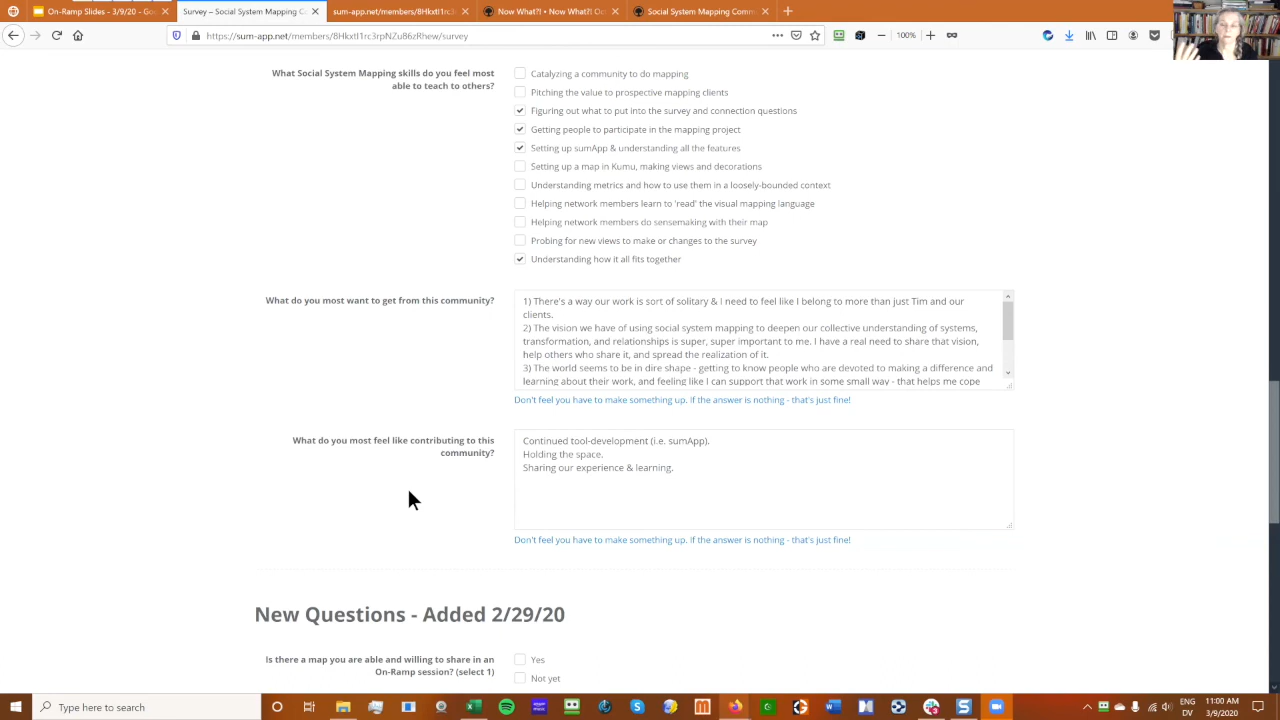 On-Ramp Slides - 3/9/20 - Goo
Survey – Social System Mapping C
sum-app.net/members/8Hkxtl1rc3
Now What?! • Now What?! On
Social System Mapping Comm
https://sum-app.net/members/8Hkxtl1rc3rpNZu86zRhew/survey
100%
What Social System Mapping skills do you feel most
able to teach to others?
Catalyzing a community to do mapping
Pitching the value to prospective mapping clients
Figuring out what to put into the survey and connection questions
Getting people to participate in the mapping project
Setting up sumApp & understanding all the features
Setting up a map in Kumu, making views and decorations
Understanding metrics and how to use them in a loosely-bounded context
Helping network members learn to 'read' the visual mapping language
Helping network members do sensemaking with their map
Probing for new views to make or changes to the survey
Understanding how it all fits together
What do you most want to get from this community?
1) There's a way our work is sort of solitary & I need to feel like I belong to more than just Tim and our
clients.
2) The vision we have of using social system mapping to deepen our collective understanding of systems,
transformation, and relationships is super, super important to me. I have a real need to share that vision,
help others who share it, and spread the realization of it.
3) The world seems to be in dire shape - getting to know people who are devoted to making a difference and
learning about their work, and feeling like I can support that work in some small way - that helps me cope
Don't feel you have to make something up. If the answer is nothing - that's just fine!
What do you most feel like contributing to this
community?
Continued tool-development (i.e. sumApp).
Holding the space.
Sharing our experience & learning.
Don't feel you have to make something up. If the answer is nothing - that's just fine!
New Questions - Added 2/29/20
Is there a map you are able and willing to share in an
On-Ramp session? (select 1)
Yes
Not yet
Type here to search
ENG
DV
11:00 AM
3/9/2020